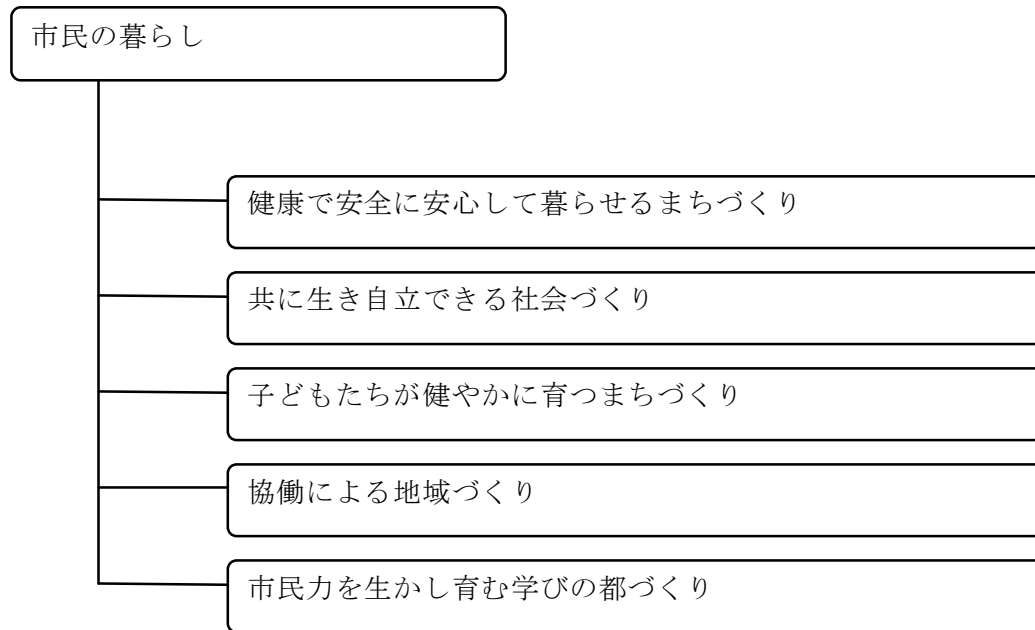 市民の暮らし
健康で安全に安心して暮らせるまちづくり
共に生き自立できる社会づくり
子どもたちが健やかに育つまちづくり
協働による地域づくり
市民力を生かし育む学びの都づくり